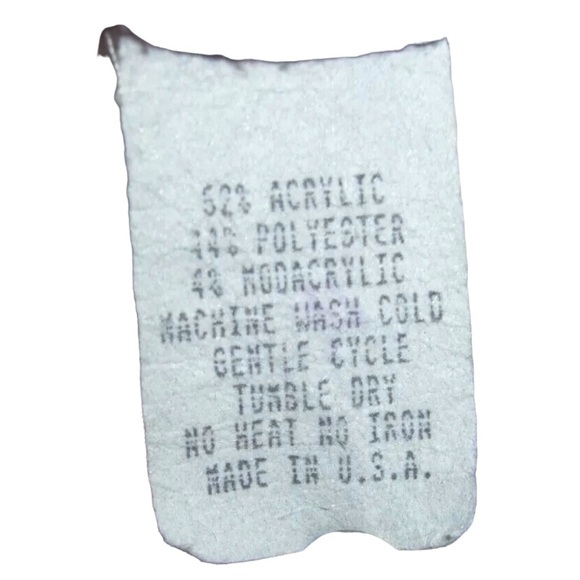 52% ACRYLIC
44% POLYESTER
4% MODACRYLIC
MACHINE WASH COLD
GENTLE CYCLE
TUMBLE DRY
NO HEAT NO IRON
MADE IN U.S.A.